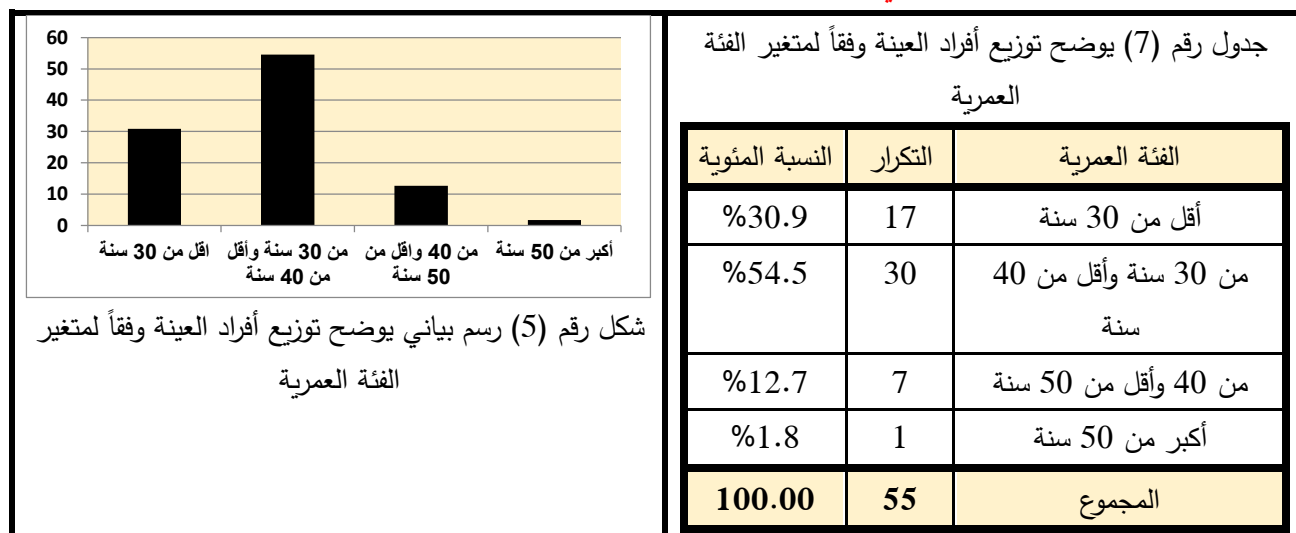 جدول رقم (7) يوضح توزيع أفراد العينة وفقاً لمتغير الفئة
العمرية
الفئة العمرية التكرار النسبة المئوية
أقل من 30 سنة 17 %30.9
من 30 سنة وأقل من 40 30 %54.5
سنة
من 40 وأقل من 50 سنة 7 %12.7
أكبر من 50 سنة 1 %1.8
المجموع 55 100.00
60
50
40
30
20
10
0
اقل من 30 سنة من 30 سنة وأقل من 40 واقل من أكبر من 50 سنة
من 40 سنة 50 سنة
شكل رقم (5) رسم بياني يوضح توزيع أفراد العينة وفقاً لمتغير
الفئة العمرية